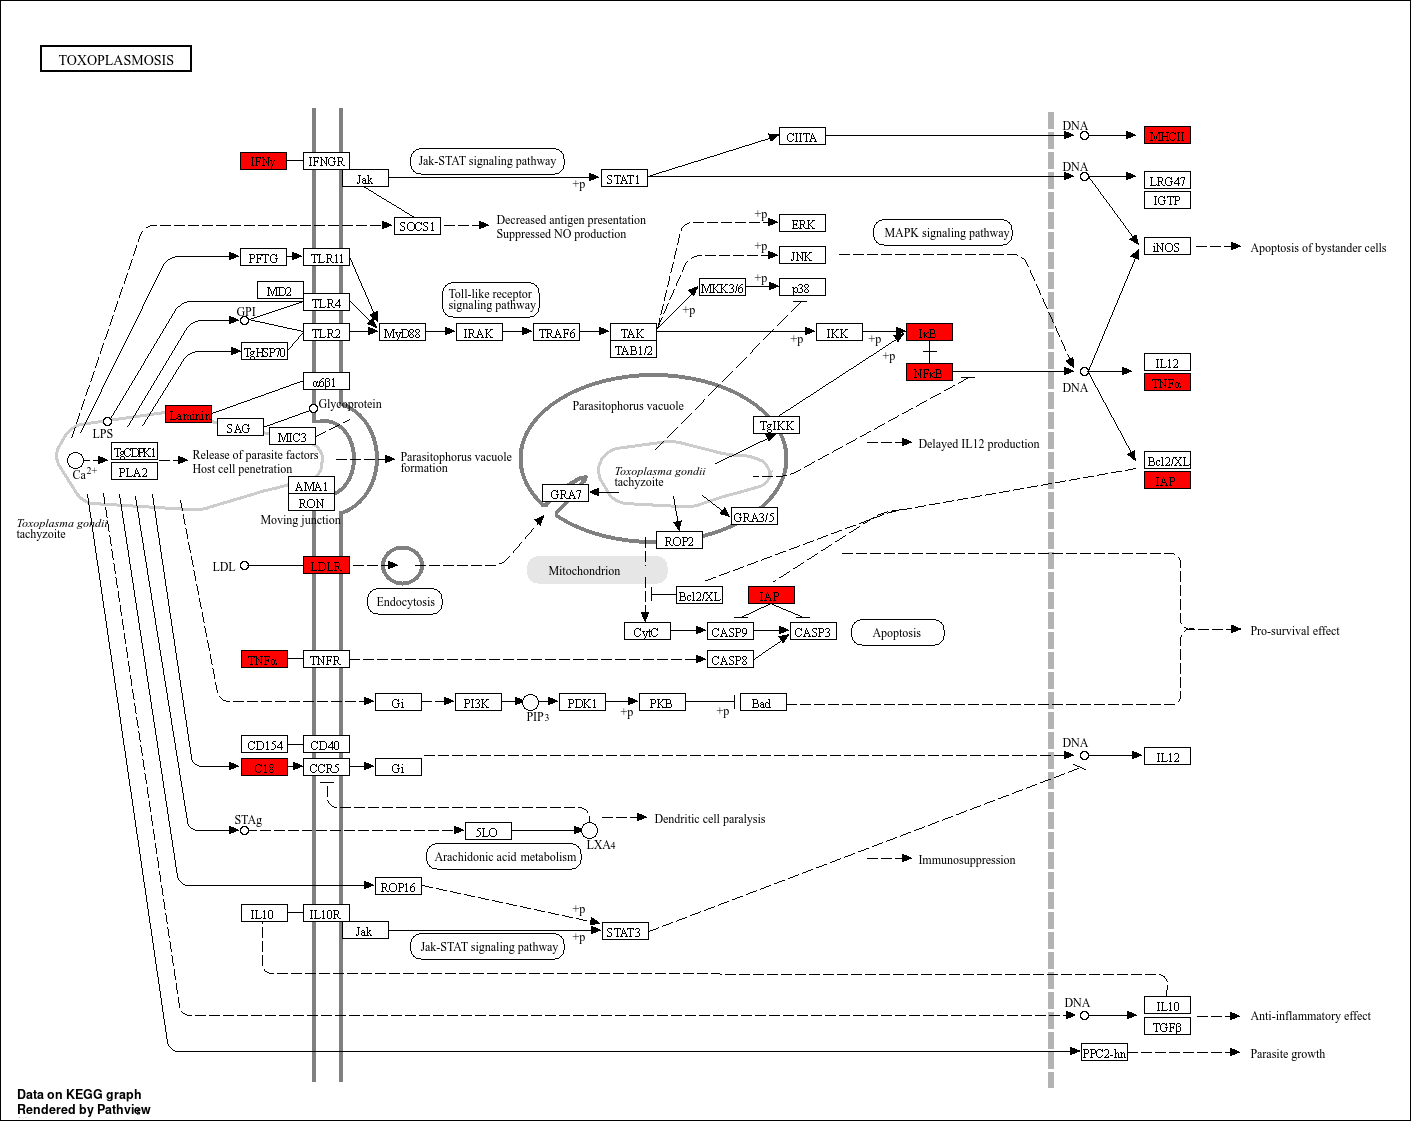 TOXOPLASMOSIS
DNA
CIITA
MHCII
IFNγ
IFNGR
Jak-STAT signaling pathway
DNA
Jak
+p
STAT1
LRG47
IGTP
SOCS1
Decreased antigen presentation
Suppressed NO production
+p
ERK
MAPK signaling pathway
iNOS
Apoptosis of bystander cells
PFTG
TLR11
+p
JNK
MD2
TLR4
Toll-like receptor
signaling pathway
MKK3/6
+p
p38
+p
GPI
TLR2
MyD88
IRAK
TRAF6
TAK
TAB1/2
+p
IKK
+p
IκB
+p
TgHSP70
NFκB
IL12
TNFα
DNA
α6β1
Laminin
Glycoprotein
Parasitophorus vacuole
TgIKK
LPS
SAG
MIC3
Delayed IL12 production
TgCDPK1
PLA2
Ca2+
Release of parasite factors
Host cell penetration
Parasitophorus vacuole
formation
Toxoplasma gondii
tachyzoite
Bcl2/XL
IAP
AMA1
RON
Moving junction
GRA7
GRA3/5
ROP2
Toxoplasma gondii
tachyzoite
LDL
LDLR
Mitochondrion
Endocytosis
Bcl2/XL
IAP
CytC
CASP9
CASP3
Apoptosis
Pro-survival effect
TNFα
TNFR
CASP8
Gi
PI3K
PIP3
PDK1
+p
PKB
+p
Bad
CD154
CD40
DNA
C18
CCR5
Gi
IL12
STAg
5LO
LXA4
Dendritic cell paralysis
Arachidonic acid metabolism
Immunosuppression
ROP16
+p
IL10
IL10R
Jak
+p
STAT3
Jak-STAT signaling pathway
DNA
IL10
TGFβ
Anti-inflammatory effect
PPC2-hn
Parasite growth
Data on KEGG graph
Rendered by Pathview